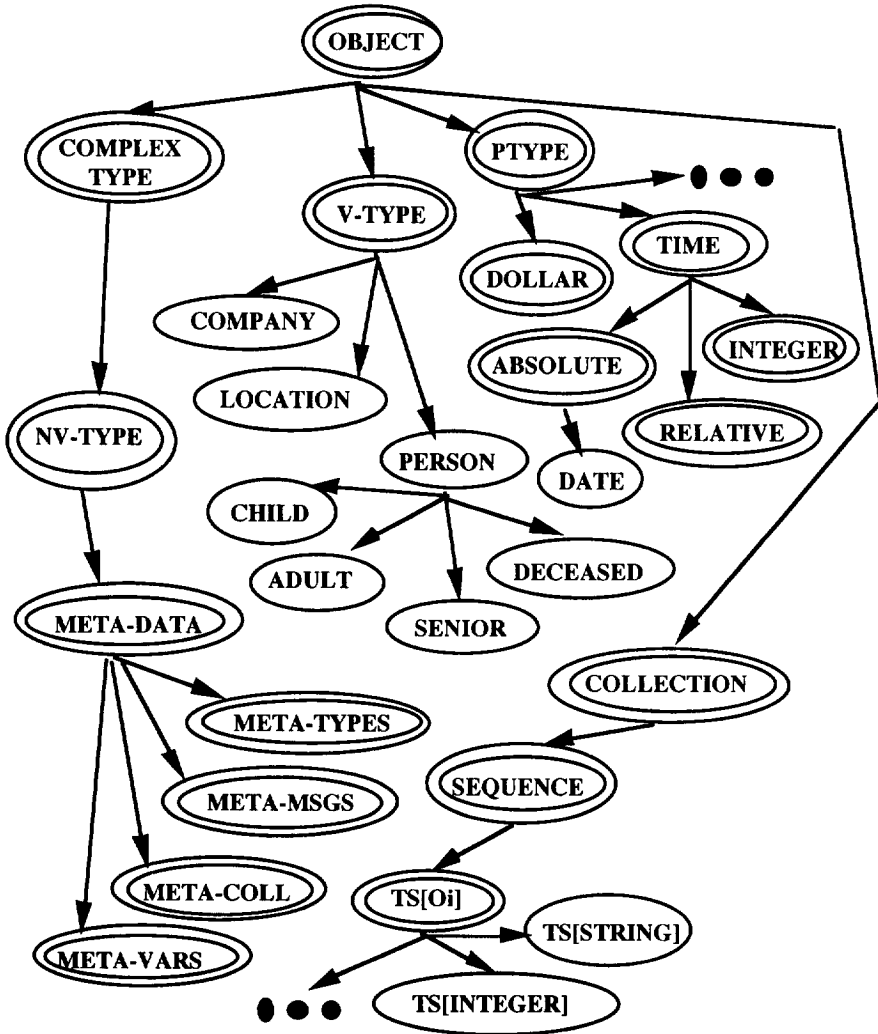 OBJECT
COMPLEX
TYPE
PTYPE
V-TYPE
TIME
DOLLAR
COMPANY
INTEGER
ABSOLUTE
LOCATION
NV-TYPE
RELATIVE
PERSON
DATE
CHILD
ADULT
DECEASED
META-DATA
SENIOR
COLLECTION
META-TYPES
SEQUENCE
META-MSGS
META-COLL
TS[Oi]
TS[STRING]
META-VARS
TS[INTEGER]